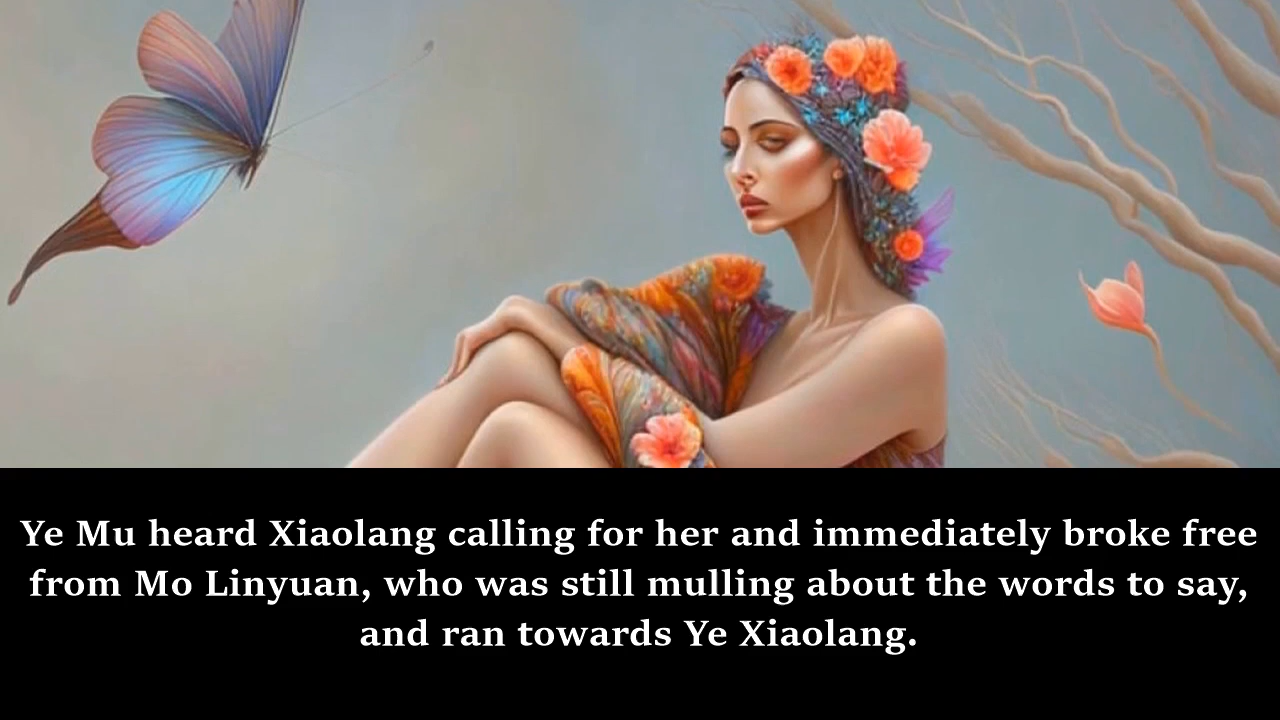 Ye Mu heard Xiaolang calling for her and immediately broke free
from Mo Linyuan, who was still mulling about the words to say,
and ran towards Ye Xiaolang.